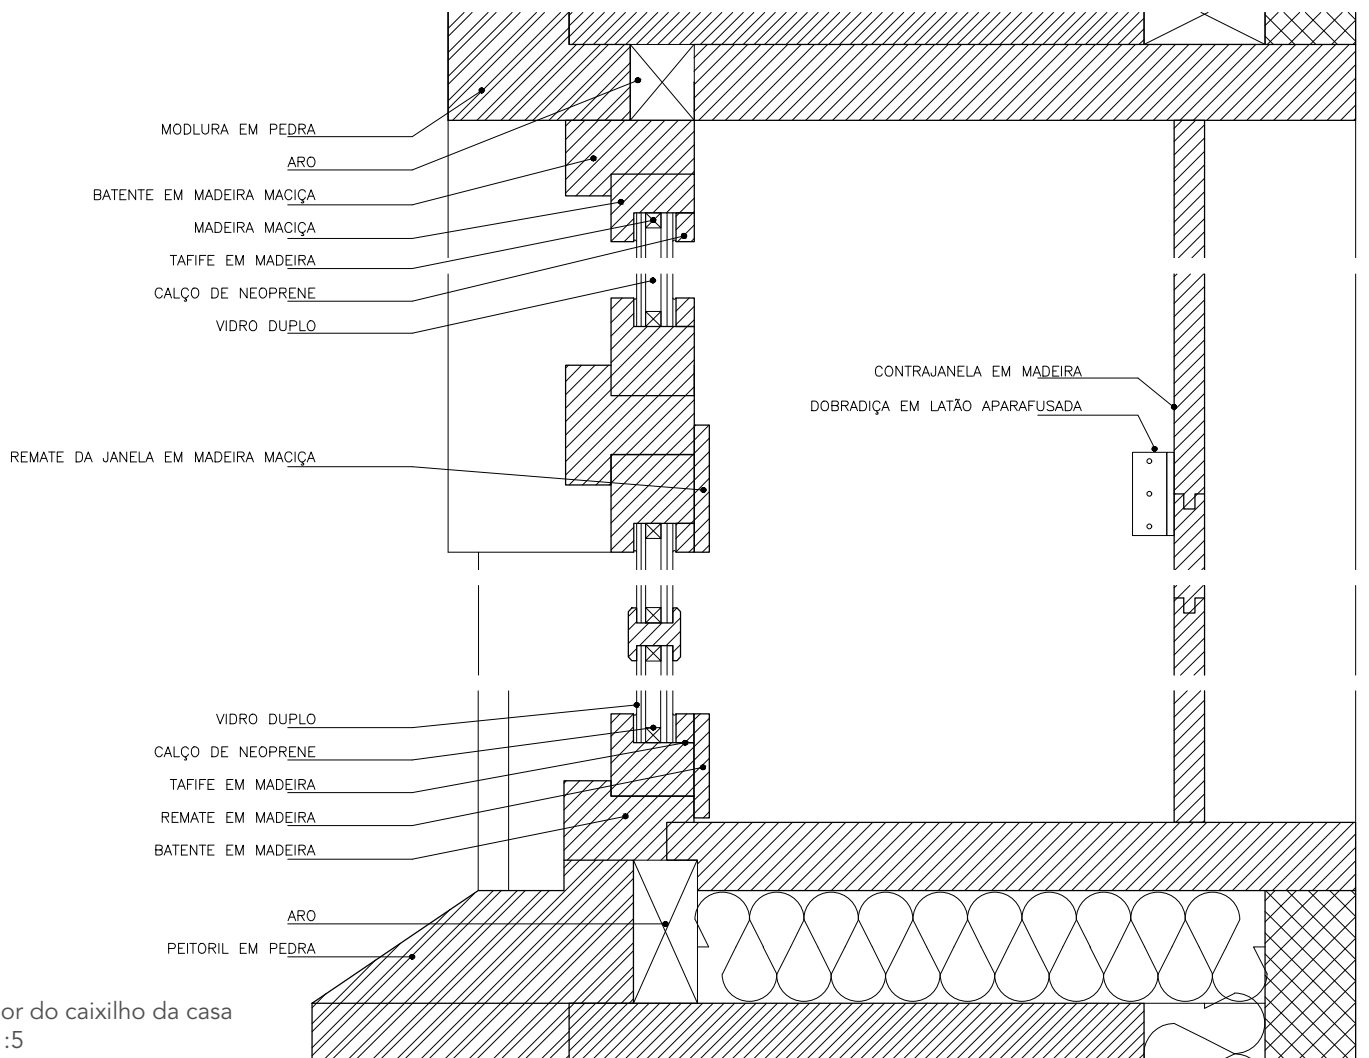 MODLURA EM PEDRA
ARO
BATENTE EM MADEIRA MACIÇA
MADEIRA MACIÇA
TAFIFE EM MADEIRA
CALÇO DE NEOPRENE
VIDRO DUPLO
CONTRAJANELA EM MADEIRA
DOBRADIÇA EM LATÃO APARAFUSADA
REMATE DA JANELA EM MADEIRA MACIÇA
VIDRO DUPLO
CALÇO DE NEOPRENE
TAFIFE EM MADEIRA
REMATE EM MADEIRA
BATENTE EM MADEIRA
ARO
PEITORIL EM PEDRA
or do caixilho da casa
:5